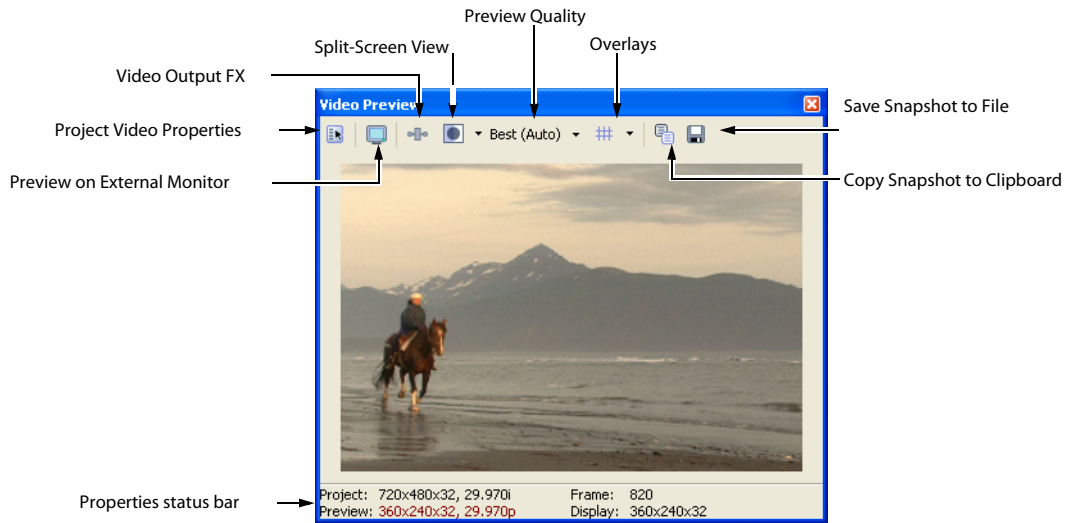 Preview Quality
Split-Screen View
Overlays
Video Output FX
Save Snapshot to File
Project Video Properties
Preview on External Monitor
Copy Snapshot to Clipboard
Properties status bar
Video Preview
Best (Auto)
Project: 720x480x32, 29.970i
Frame: 820
Preview: 360x240x32, 29.970p
Display: 360x240x32